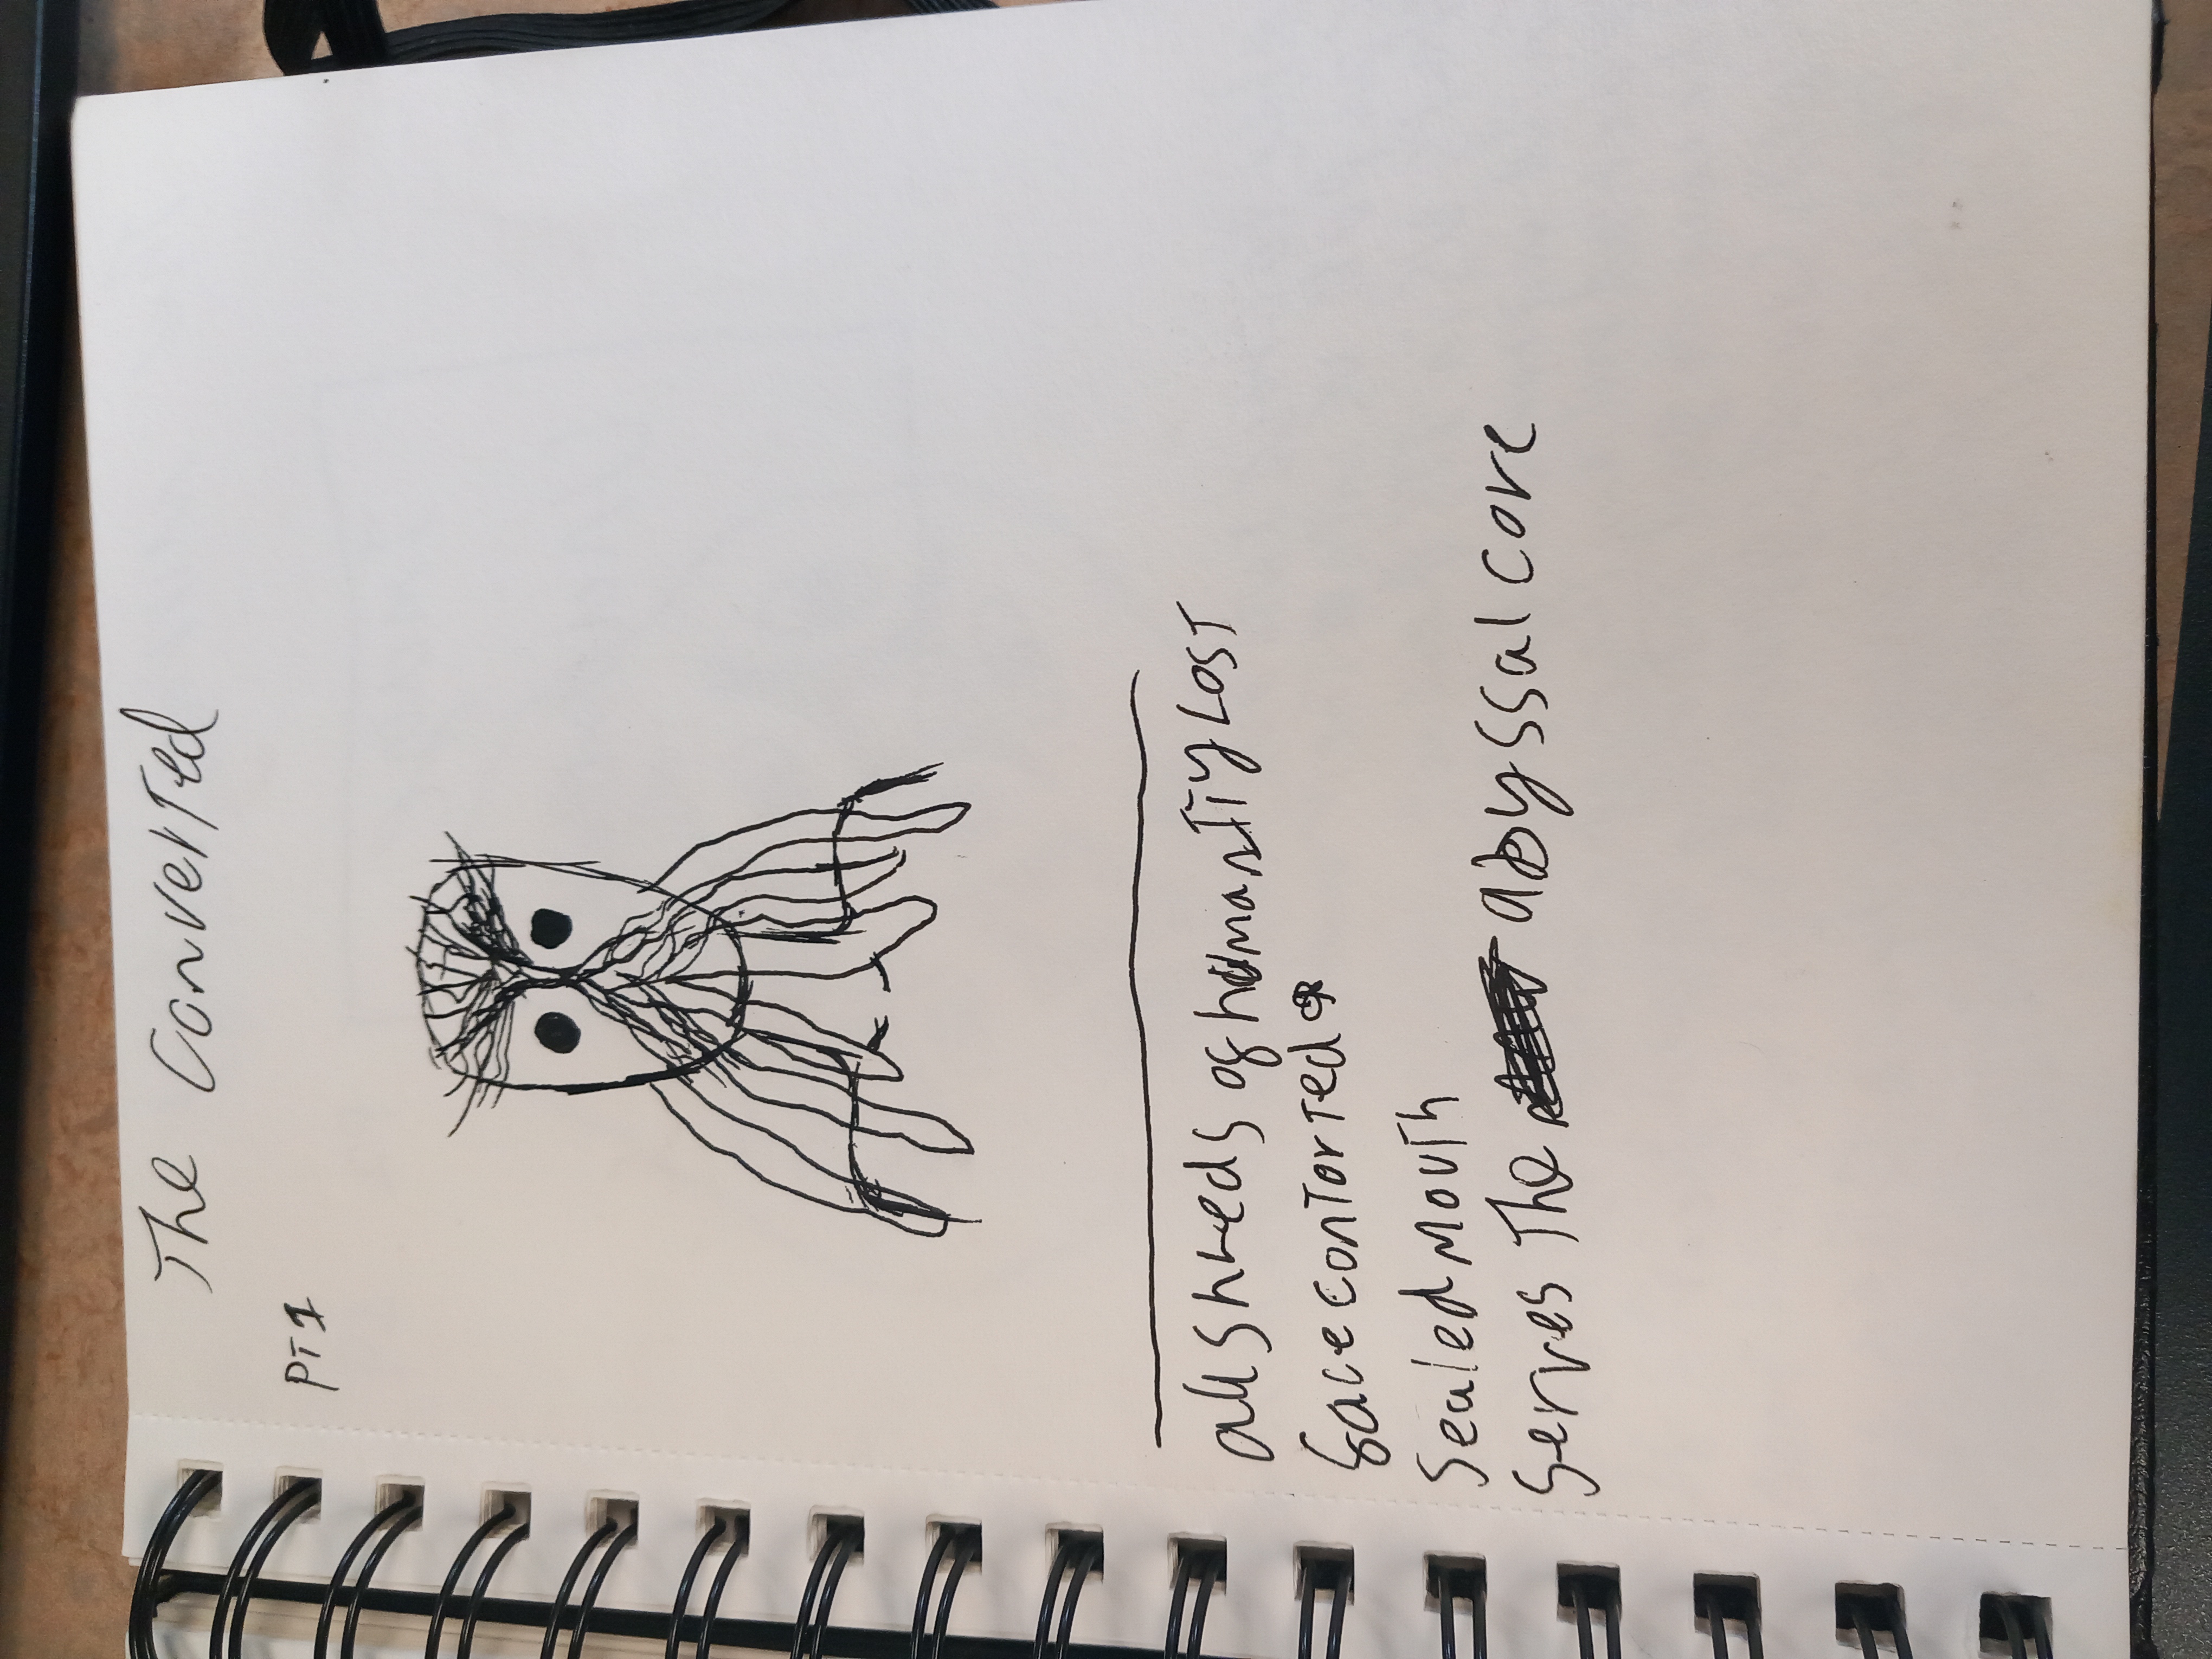 The Converted
PT 1
all shreds of humanity Lost
face contorted
sealed mouth
serves The abyssal core